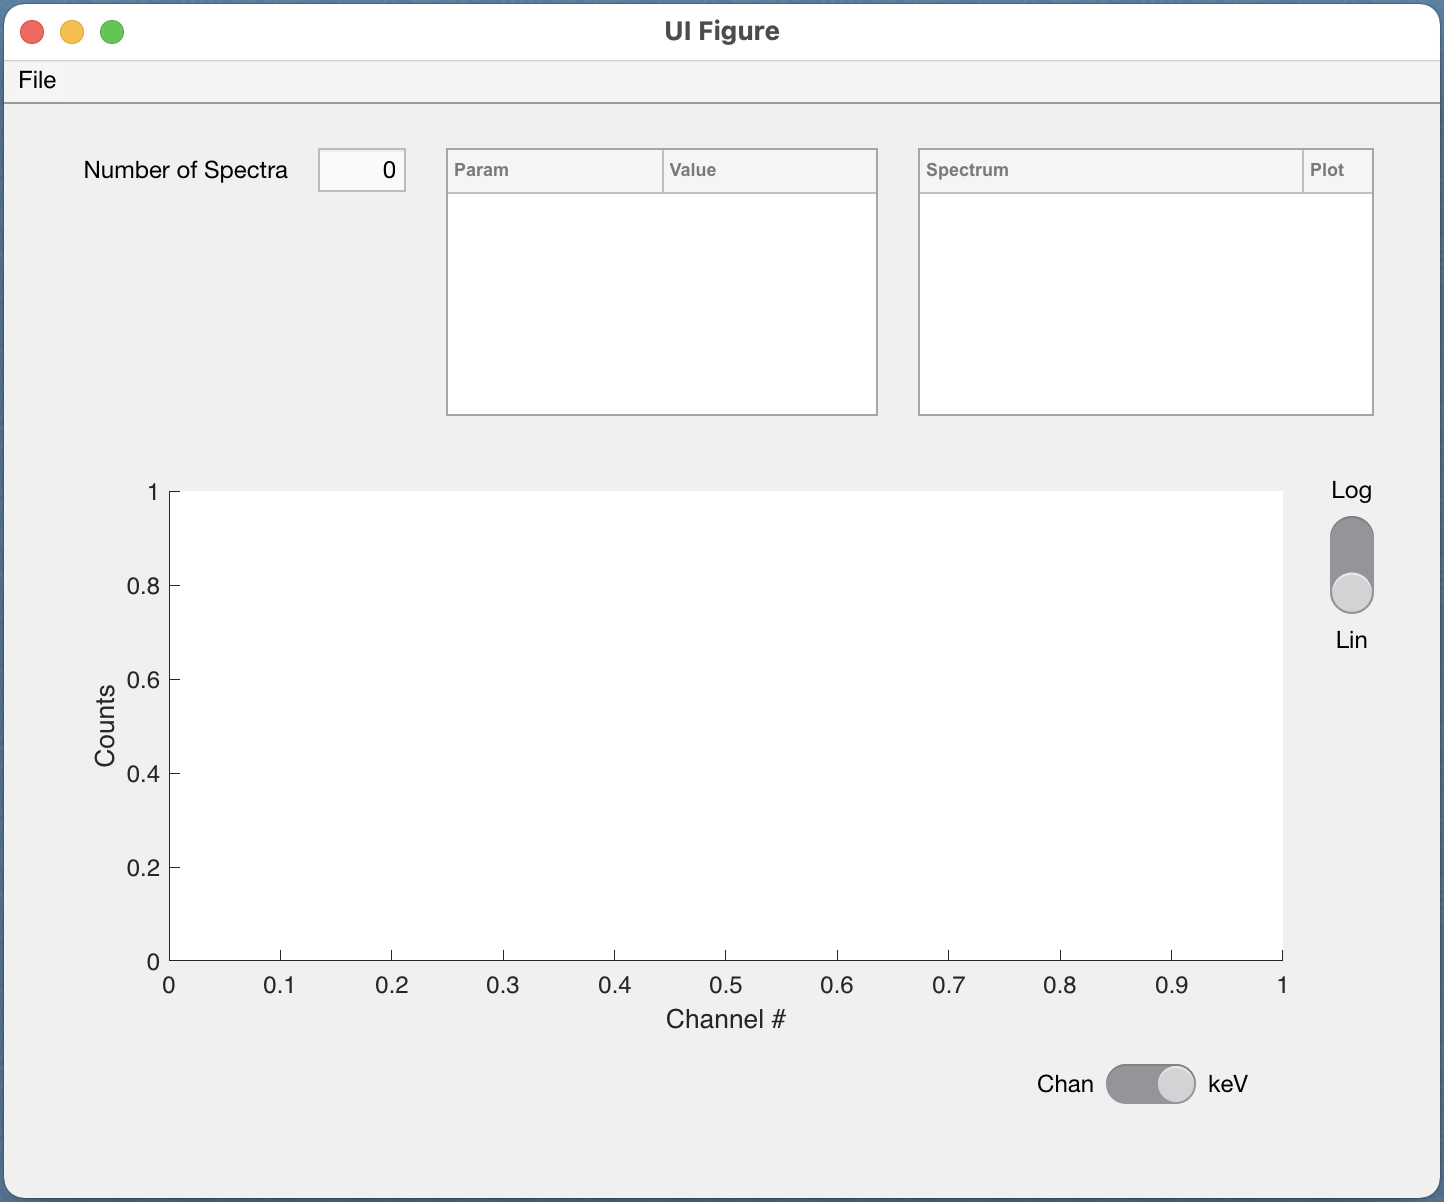 UI Figure
File
Number of Spectra 0
Param Value
Spectrum Plot
Log
Lin
1
0.8
0.6
0.4
0.2
0
Counts
0 0.1 0.2 0.3 0.4 0.5 0.6 0.7 0.8 0.9 1
Channel #
Chan keV